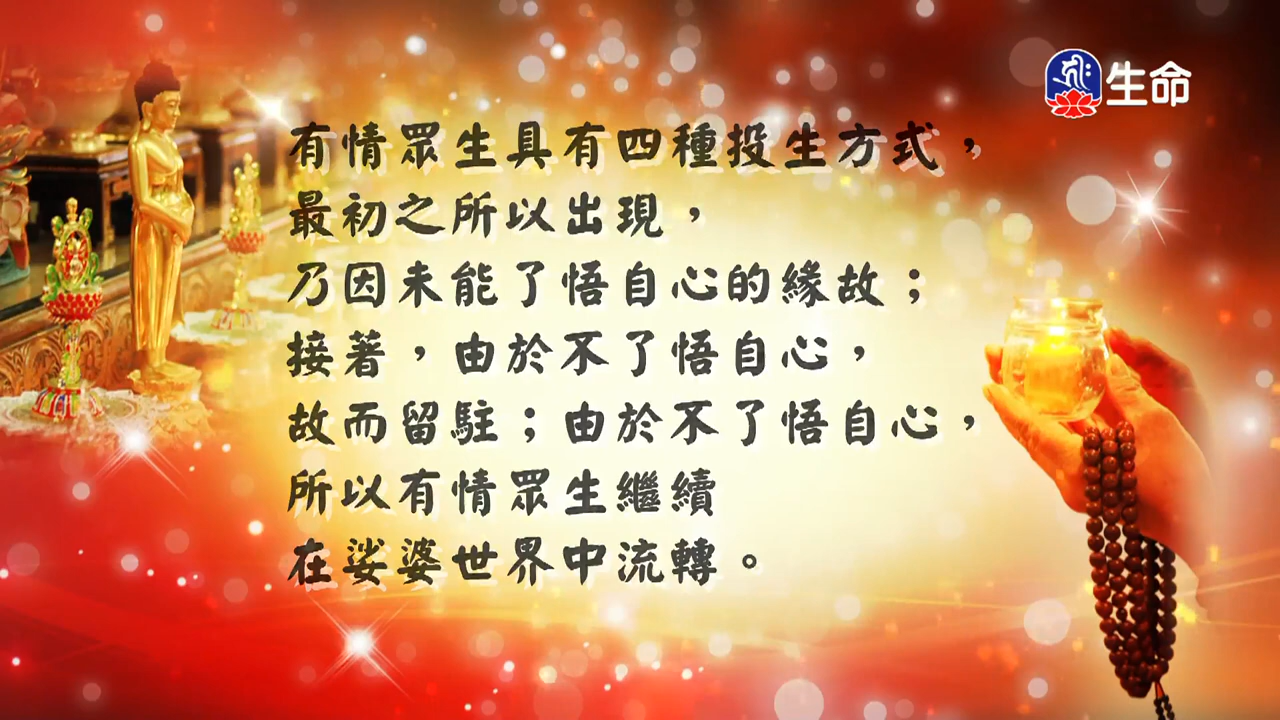 生命
有情眾生具有四種投生方式，
最初之所以出現，
乃因未能了悟自心的緣故；
接著，由於不了悟自心，
故而留駐；由於不了悟自心，
所以有情眾生繼續
在娑婆世界中流轉。